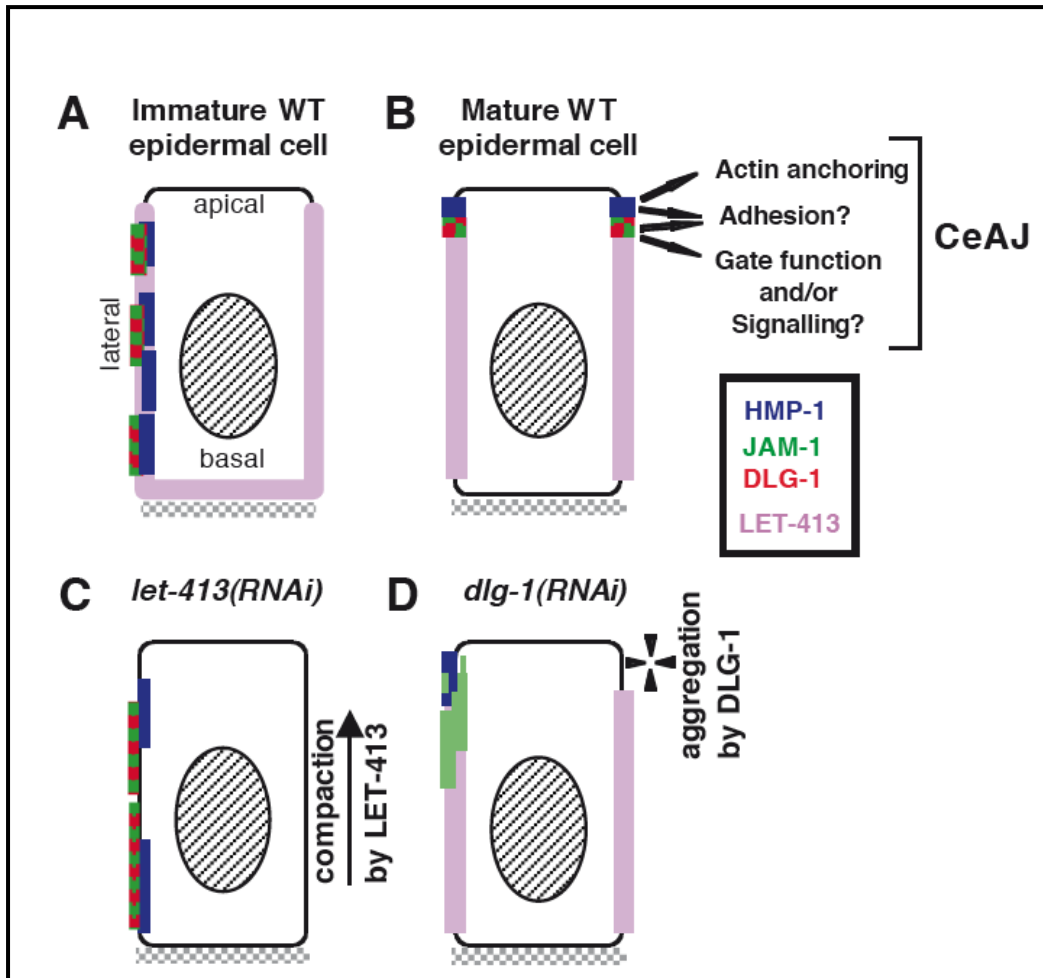 A
Immature WT
epidermal cell
apical
lateral
basal
B
Mature WT
epidermal cell
Actin anchoring
Adhesion?
Gate function
and/or
Signalling?
CeAJ
HMP-1
JAM-1
DLG-1
LET-413
C
let-413(RNAi)
compaction
by LET-413
D
dlg-1(RNAi)
aggregation
by DLG-1